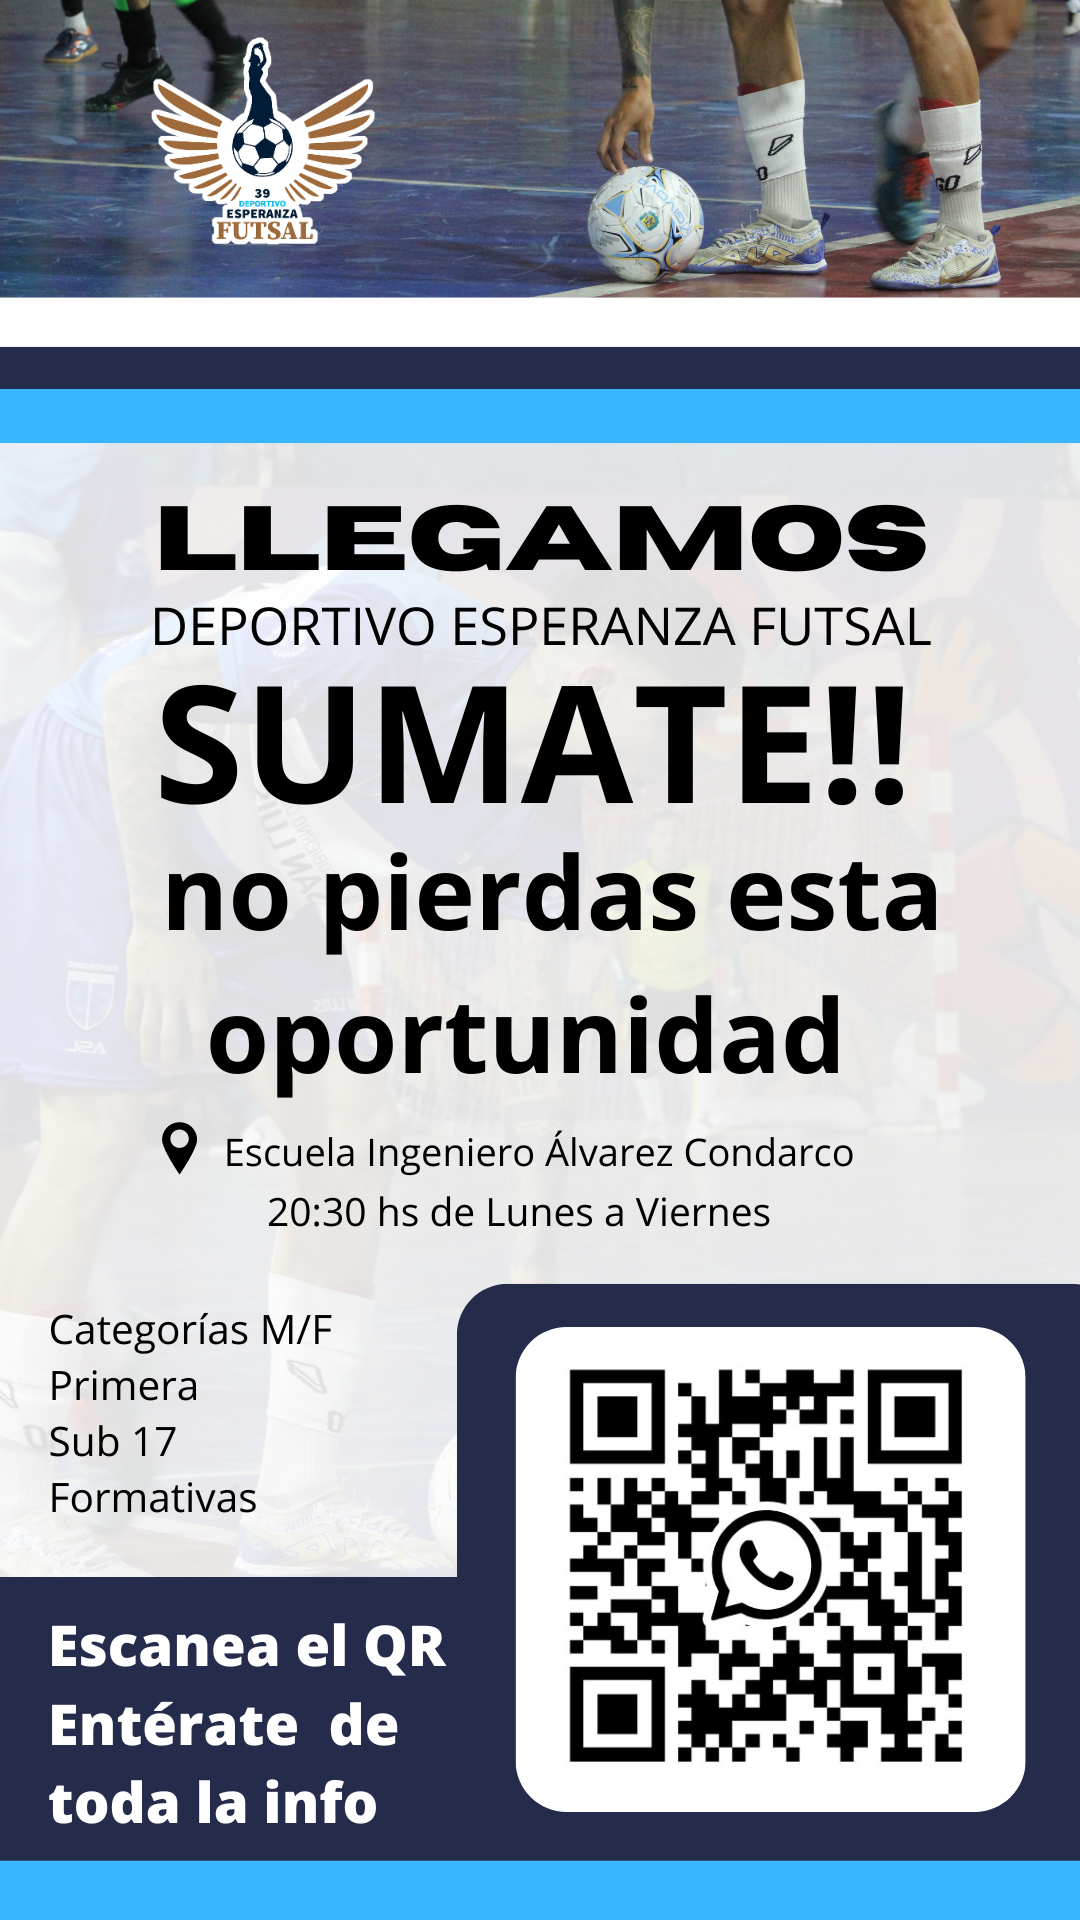 39
DEPORTIVO
ESPERANZA
FUTSAL
GO
LLEGAMOS
DEPORTIVO ESPERANZA FUTSAL
SUMATE!!
no pierdas esta
oportunidad
Escuela Ingeniero Álvarez Condarco
20:30 hs de Lunes a Viernes
Categorías M/F
Primera
Sub 17
Formativas
Escanea el QR
Entérate de
toda la info